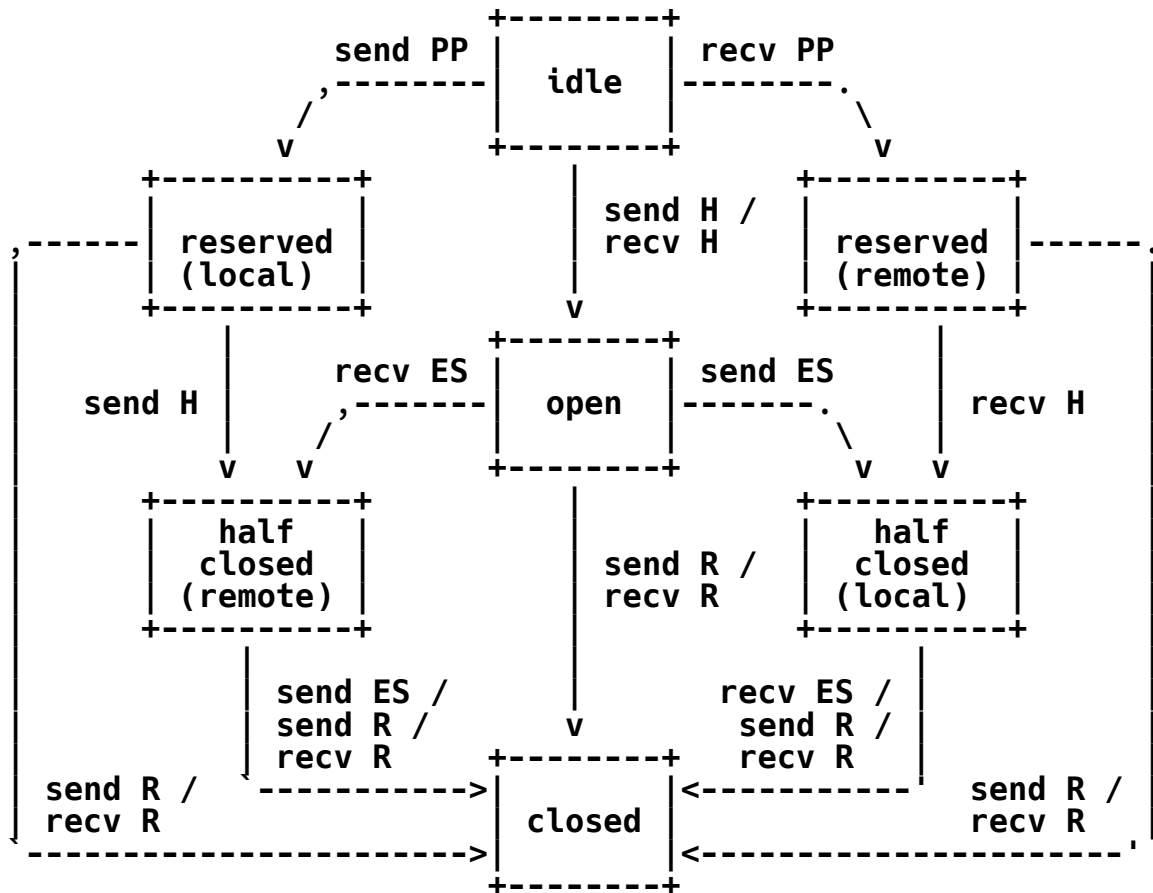 send PP
recv PP
idle
send H /
recv H
reserved
(local)
reserved
(remote)
recv ES
send ES
send H
open
recv H
half
closed
(remote)
half
closed
(local)
send R /
recv R
send ES /
send R /
recv R
recv ES /
send R /
recv R
send R /
recv R
closed
send R /
recv R